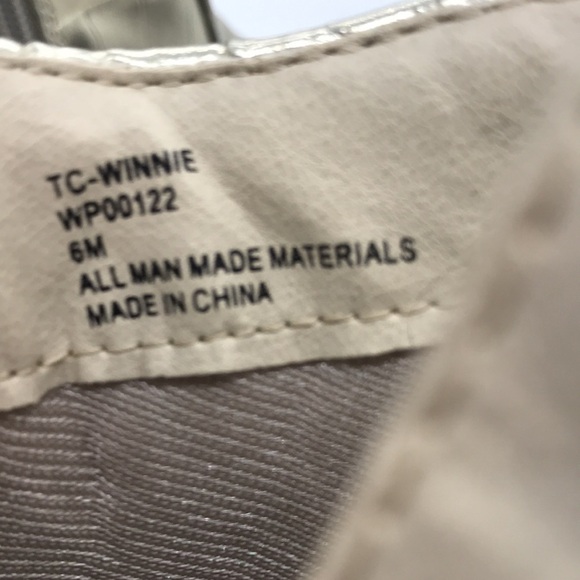 TC-WINNIE
WP00122
6M
ALL MAN MADE MATERIALS
MADE IN CHINA